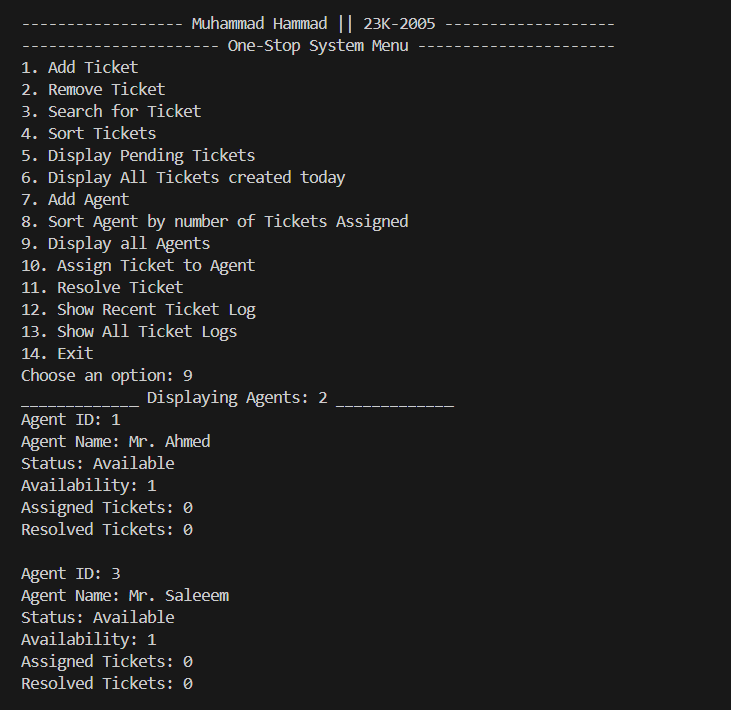 ------------------ Muhammad Hammad || 23K-2005 -------------------
---------------------- One-Stop System Menu ----------------------
1. Add Ticket
2. Remove Ticket
3. Search for Ticket
4. Sort Tickets
5. Display Pending Tickets
6. Display All Tickets created today
7. Add Agent
8. Sort Agent by number of Tickets Assigned
9. Display all Agents
10. Assign Ticket to Agent
11. Resolve Ticket
12. Show Recent Ticket Log
13. Show All Ticket Logs
14. Exit
Choose an option: 9
_____________ Displaying Agents: 2 _____________
Agent ID: 1
Agent Name: Mr. Ahmed
Status: Available
Availability: 1
Assigned Tickets: 0
Resolved Tickets: 0

Agent ID: 3
Agent Name: Mr. Saleeem
Status: Available
Availability: 1
Assigned Tickets: 0
Resolved Tickets: 0